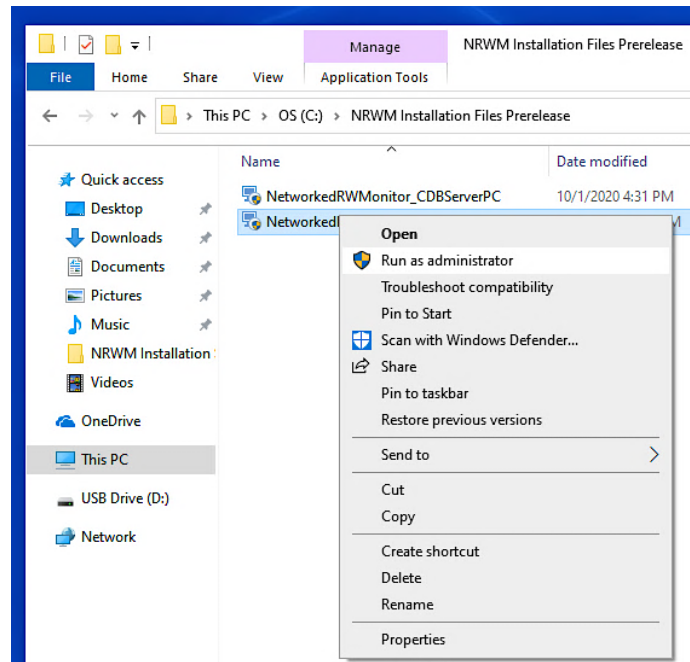 Manage
NRWM Installation Files Prerelease
File
Home
Share
View
Application Tools
This PC > OS (C:) > NRWM Installation Files Prerelease
Name
Date modified
Quick access
Desktop
Downloads
Documents
Pictures
Music
NRWM Installation
Videos
OneDrive
This PC
USB Drive (D:)
Network
NetworkedRWMonitor_CDBServerPC
10/1/2020 4:31 PM
Open
Run as administrator
Troubleshoot compatibility
Pin to Start
Scan with Windows Defender...
Share
Pin to taskbar
Restore previous versions
Send to
Cut
Copy
Create shortcut
Delete
Rename
Properties